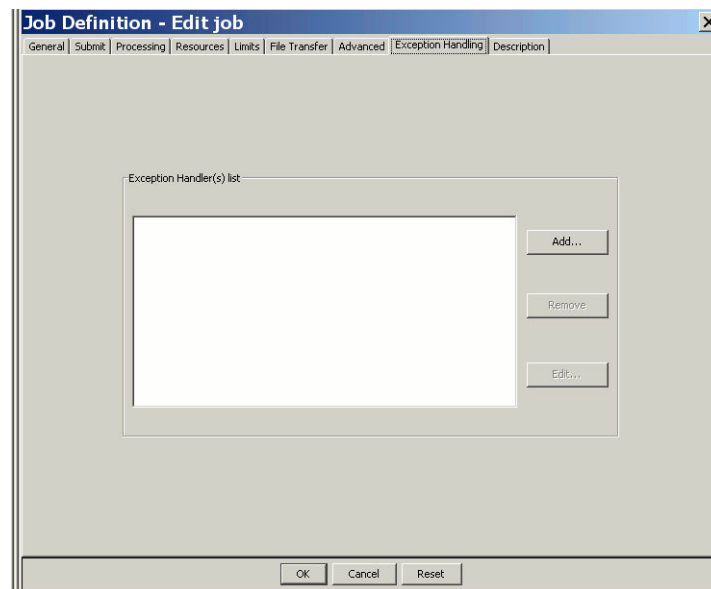 Job Definition - Edit job
General Submit Processing Resources Limits File Transfer Advanced Exception Handling Description
Exception Handler(s) list
Add...
Remove
Edit...
OK Cancel Reset